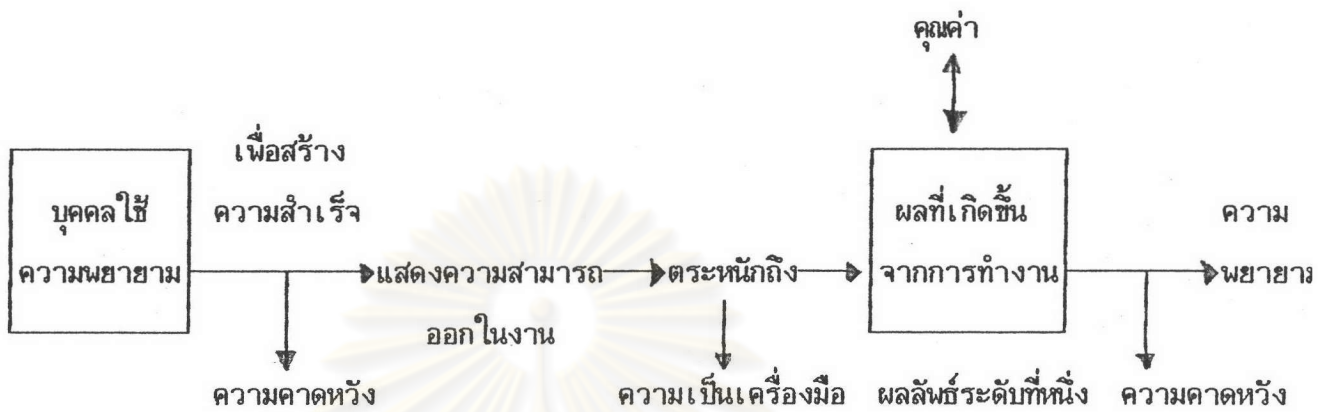 คุณค่า
เพื่อสร้าง
ความสำเร็จ
บุคคลใช้
ความพยายาม
แสดงความสามารถ
ออกในงาน
ตระหนักถึง
ผลที่เกิดขึ้น
จากการทำงาน
ความ
ความคาดหวัง
ความเป็นเครื่องมือ
ผลลัพธ์ระดับที่หนึ่ง
ความคาดหวัง